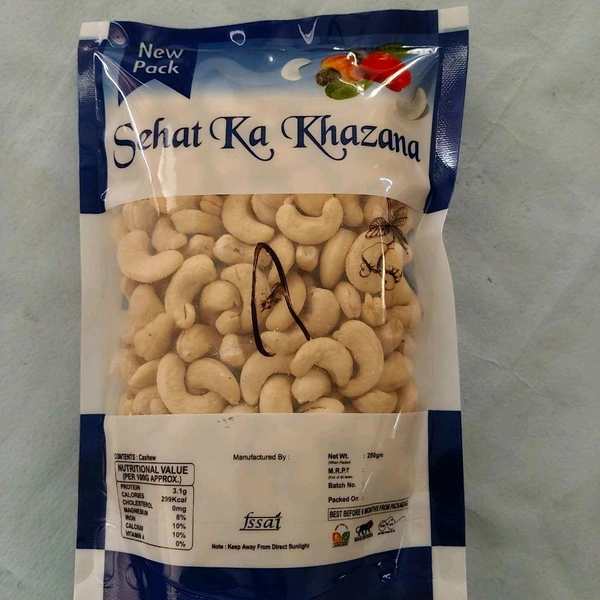 New
Pack
Sehat Ka Khazana
CONTENTS : Cashew
NUTRITIONAL VALUE
(PER 100G APPROX.)
PROTEIN 3.1g
CALORIES 299Kcal
CHOLESTEROL 0mg
MAGNESIUM 8%
IRON 10%
CALCIUM 10%
VITAMIN A 0%
Manufactured By :
fssai
Note : Keep Away From Direct Sunlight
Net Wt. : 250gm
(When Packed)
M.R.P.₹ :
Batch No.
Packed On :
BEST BEFORE 6 MONTHS FROM PACKAGING